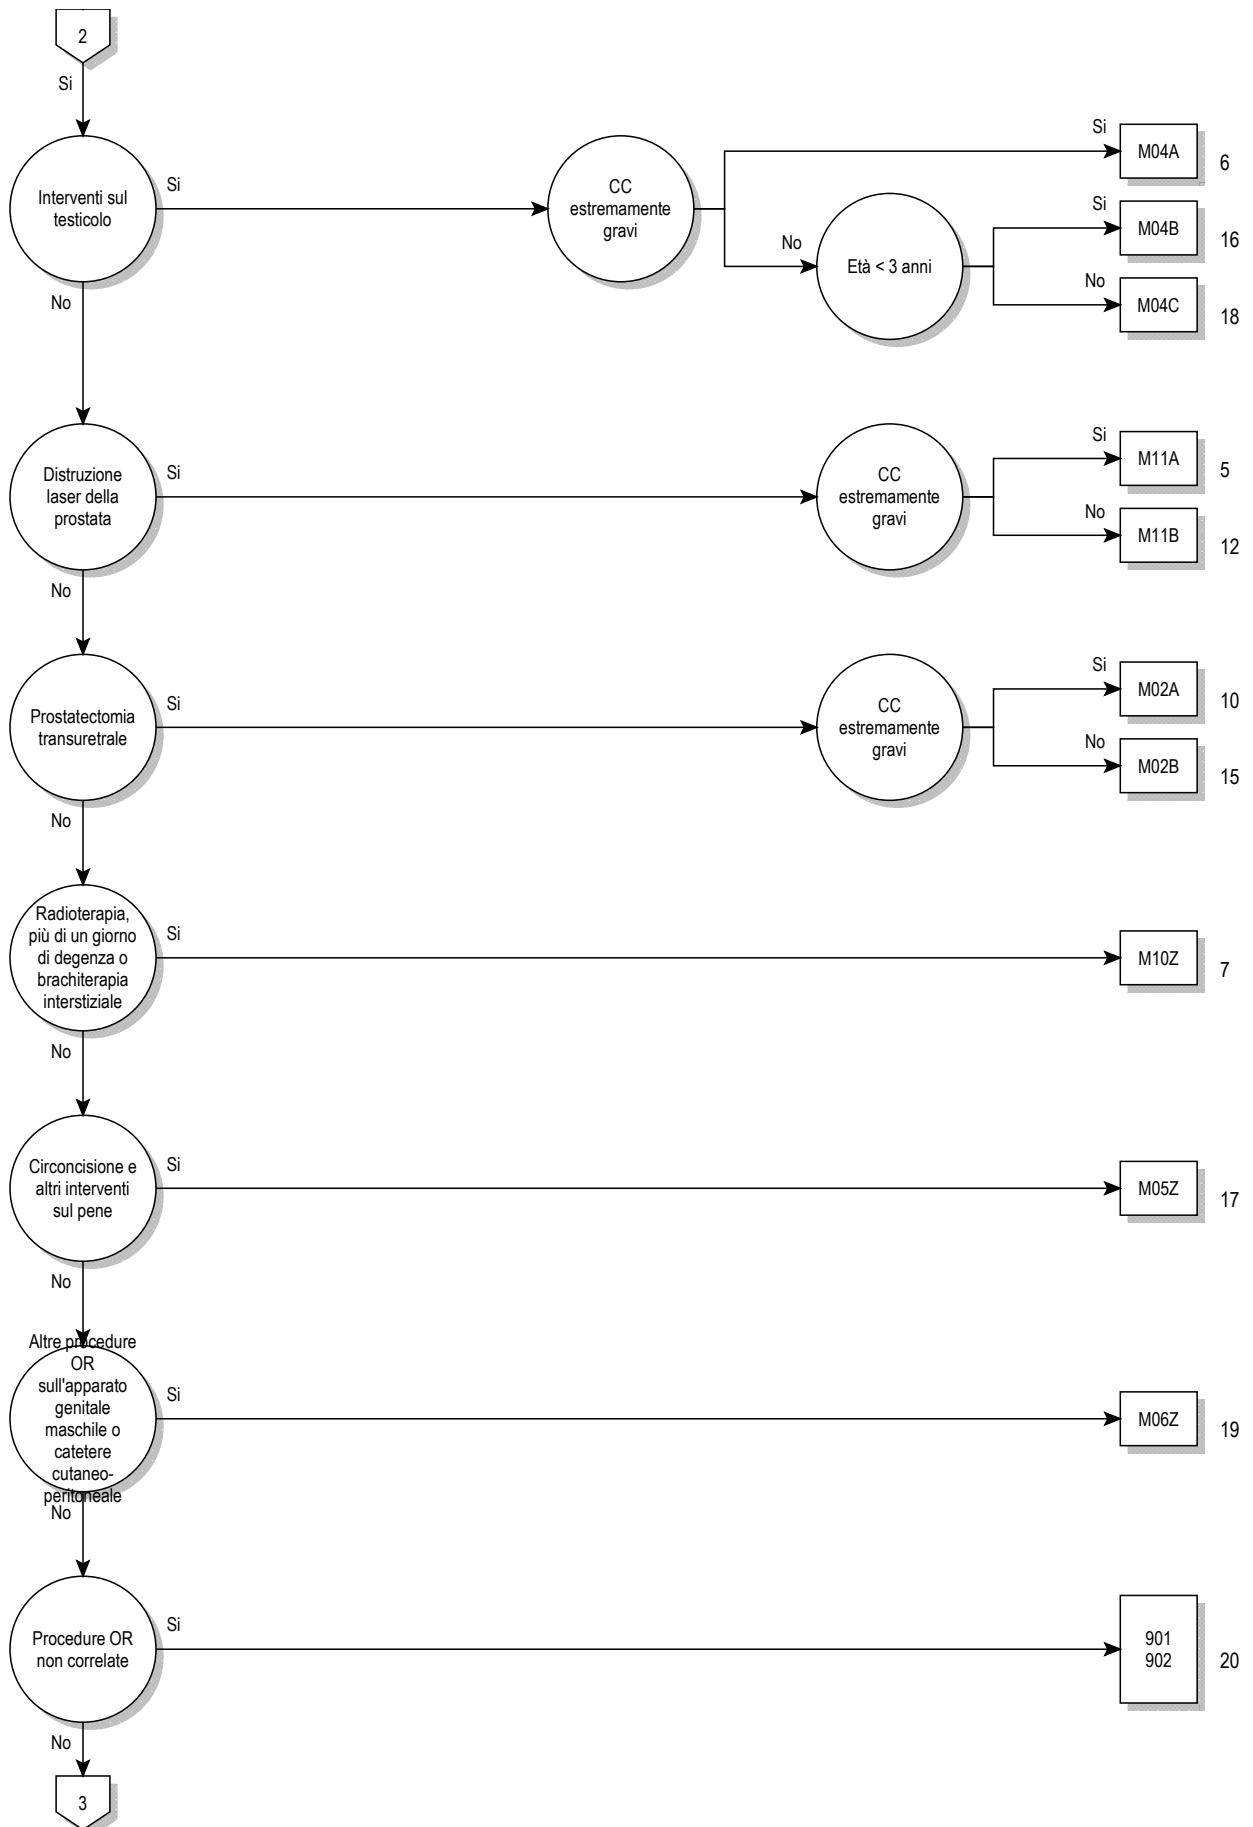 2
Si
Interventi sul
testicolo
Si
CC
estremamente
gravi
Si
M04A
6
No
Età < 3 anni
Si
M04B
16
No
M04C
18
No
Distruzione
laser della
prostata
Si
CC
estremamente
gravi
Si
M11A
5
No
M11B
12
No
Prostatectomia
transuretrale
Si
CC
estremamente
gravi
Si
M02A
10
No
M02B
15
No
Radioterapia,
più di un giorno
di degenza o
brachiterapia
interstiziale
Si
M10Z
7
No
Circoncisione e
altri interventi
sul pene
Si
M05Z
17
No
Altre procedure
OR
sull'apparato
genitale
maschile o
catetere
cutaneo-
peritoneale
Si
M06Z
19
No
Procedure OR
non correlate
Si
901
902
20
No
3